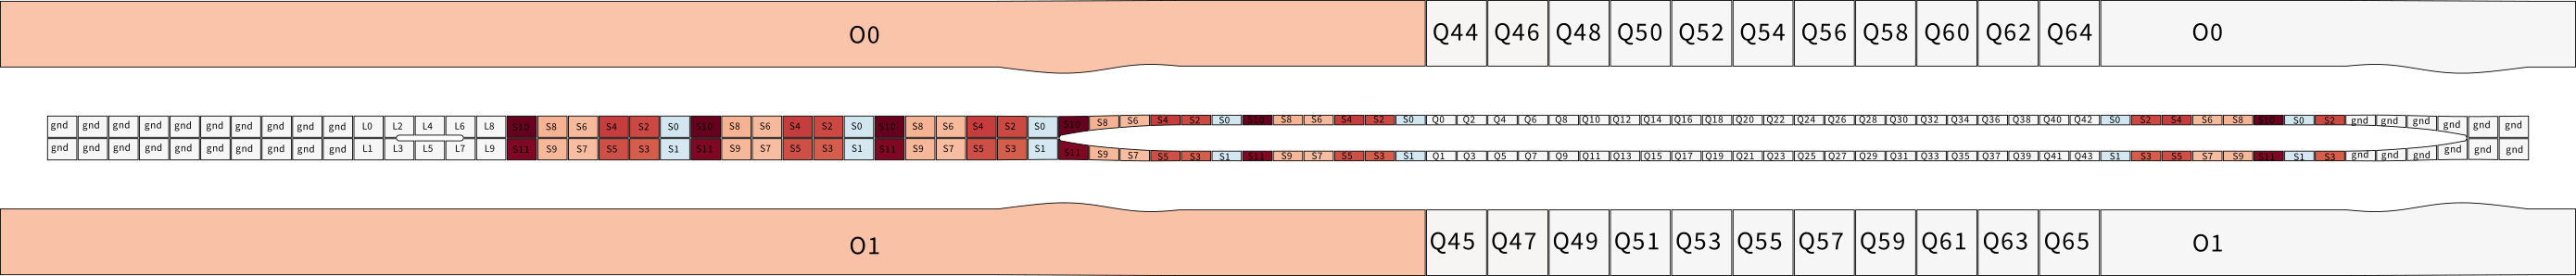 O0 Q44 Q46 Q48 Q50 Q52 Q54 Q56 Q58 Q60 Q62 Q64 O0
gnd gnd gnd gnd gnd gnd gnd gnd gnd gnd L0 L2 L4 L6 L8 S10 S8 S6 S4 S2 S0 S10 S8 S6 S4 S2 S0 S10 S8 S6 S4 S2 S0 S10 S8 S6 S4 S2 S0 S10 S8 S6 S4 S2 S0 Q0 Q2 Q4 Q6 Q8 Q10 Q12 Q14 Q16 Q18 Q20 Q22 Q24 Q26 Q28 Q30 Q32 Q34 Q36 Q38 Q40 Q42 S0 S2 S4 S6 S8 S10 S0 S2 gnd gnd gnd gnd gnd gnd
gnd gnd gnd gnd gnd gnd gnd gnd gnd gnd L1 L3 L5 L7 L9 S11 S9 S7 S5 S3 S1 S11 S9 S7 S5 S3 S1 S11 S9 S7 S5 S3 S1 S11 S9 S7 S5 S3 S1 S11 S9 S7 S5 S3 S1 Q1 Q3 Q5 Q7 Q9 Q11 Q13 Q15 Q17 Q19 Q21 Q23 Q25 Q27 Q29 Q31 Q33 Q35 Q37 Q39 Q41 Q43 S1 S3 S5 S7 S9 S11 S1 S3 gnd gnd gnd gnd gnd gnd
O1 Q45 Q47 Q49 Q51 Q53 Q55 Q57 Q59 Q61 Q63 Q65 O1